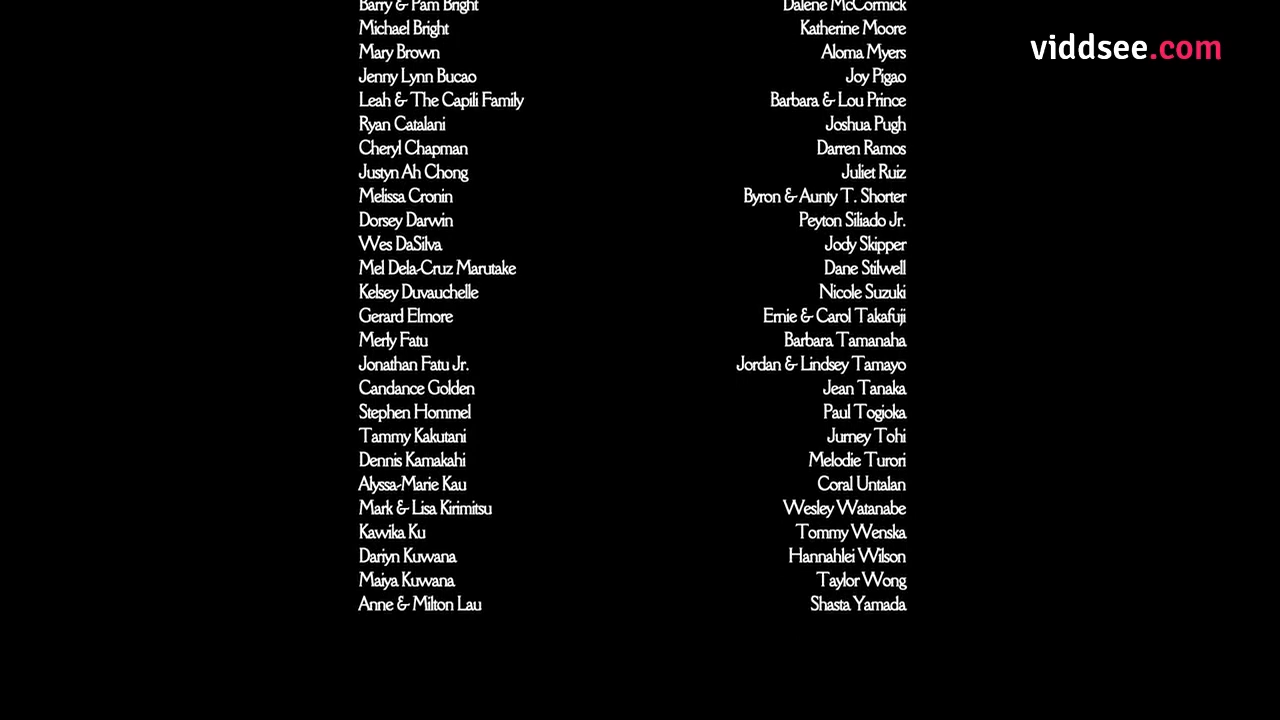 Barry & Pam Bright
Michael Bright
Mary Brown
Jenny Lynn Bucao
Leah & The Capili Family
Ryan Catalani
Cheryl Chapman
Justyn Ah Chong
Melissa Cronin
Dorsey Darwin
Wes DaSilva
Mel Dela-Cruz Marutake
Kelsey Duvauchelle
Gerard Elmore
Merly Fatu
Jonathan Fatu Jr.
Candance Golden
Stephen Hommel
Tammy Kakutani
Dennis Kamakahi
Alyssa-Marie Kau
Mark & Lisa Kirimitsu
Kawika Ku
Dariyn Kuwana
Maiya Kuwana
Anne & Milton Lau
Dalene McCormick
Katherine Moore
Aloma Myers
Joy Pigao
Barbara & Lou Prince
Joshua Pugh
Darren Ramos
Juliet Ruiz
Byron & Aunty T. Shorter
Peyton Siliado Jr.
Jody Skipper
Dane Stilwell
Nicole Suzuki
Ernie & Carol Takafuji
Barbara Tamanaha
Jordan & Lindsey Tamayo
Jean Tanaka
Paul Togioka
Jurney Tohi
Melodie Turori
Coral Untalan
Wesley Watanabe
Tommy Wenska
Hannahlei Wilson
Taylor Wong
Shasta Yamada
viddsee.com